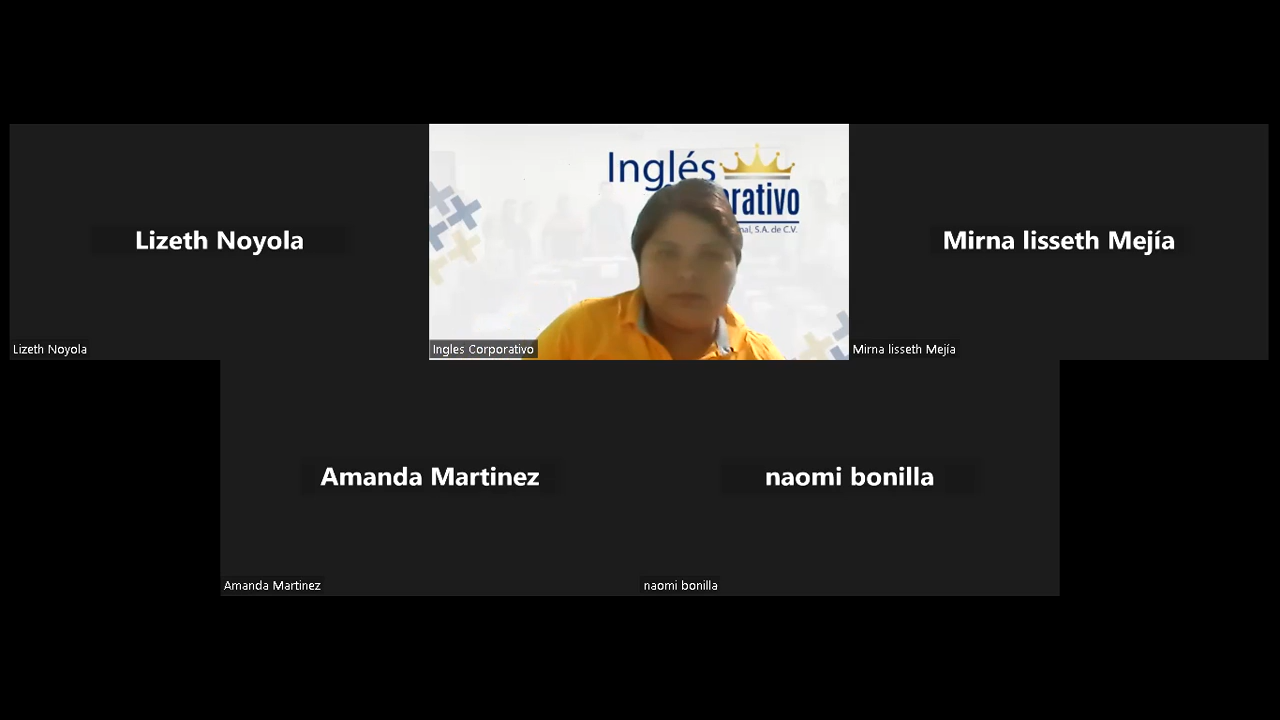 Lizeth Noyola
Lizeth Noyola
Inglés
rativo
nal, S.A. de C.V.
Ingles Corporativo
Mirna lisseth Mejía
Mirna lisseth Mejía
Amanda Martinez
Amanda Martinez
naomi bonilla
naomi bonilla